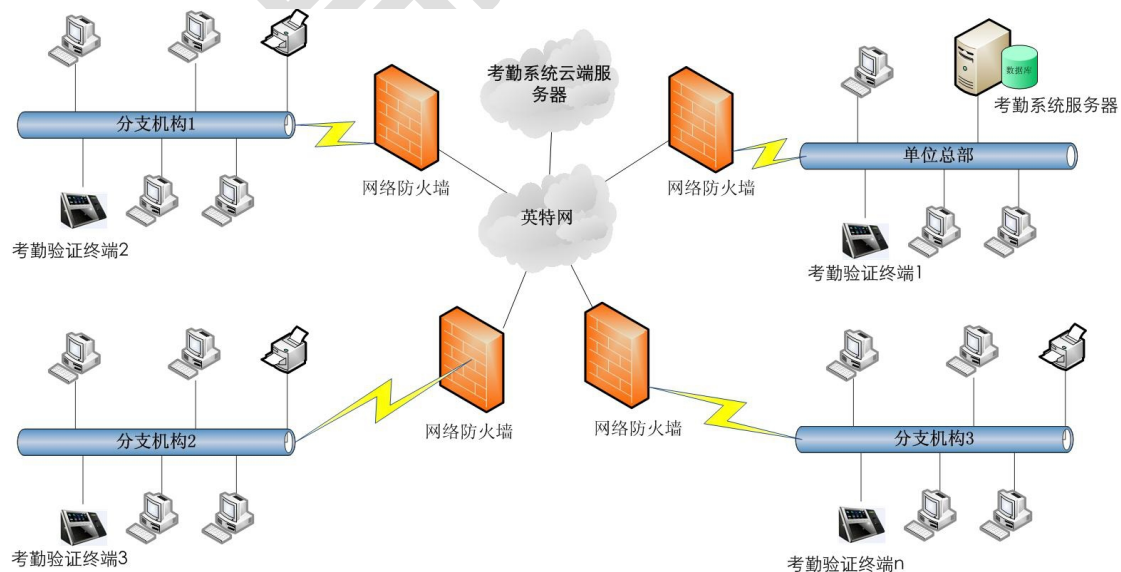 考勤系统云端服
务器
数据库
考勤系统服务器
分支机构1
单位总部
网络防火墙
网络防火墙
英特网
考勤验证终端2
考勤验证终端1
网络防火墙
网络防火墙
分支机构2
分支机构3
考勤验证终端3
考勤验证终端n